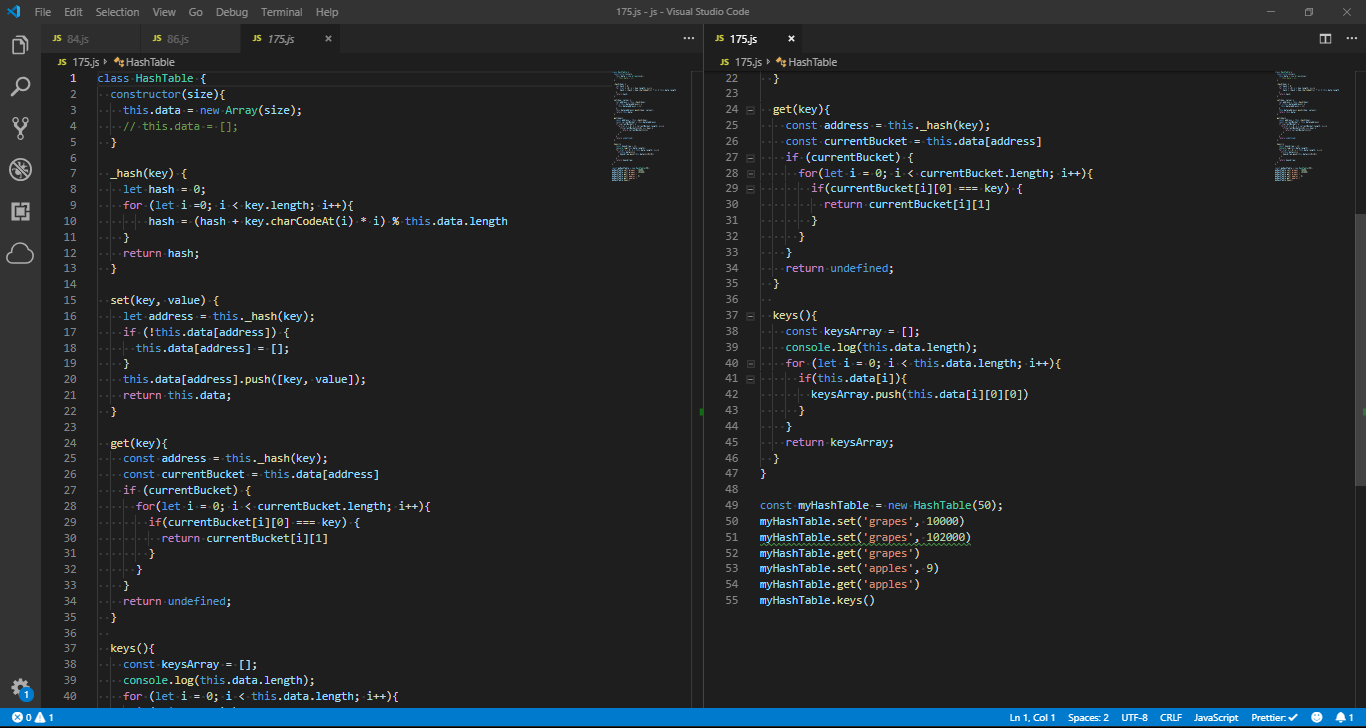 File Edit Selection View Go Debug Terminal Help
175.js - js - Visual Studio Code
JS 84.js JS 86.js JS 175.js ×
JS 175.js › HashTable
1 class HashTable {
2 constructor(size){
3 this.data = new Array(size);
4 // this.data = [];
5 }
6
7 _hash(key) {
8 let hash = 0;
9 for (let i =0; i < key.length; i++){
10 hash = (hash + key.charCodeAt(i) * i) % this.data.length
11 }
12 return hash;
13 }
14
15 set(key, value) {
16 let address = this._hash(key);
17 if (!this.data[address]) {
18 this.data[address] = [];
19 }
20 this.data[address].push([key, value]);
21 return this.data;
22 }
23
24 get(key){
25 const address = this._hash(key);
26 const currentBucket = this.data[address]
27 if (currentBucket) {
28 for(let i = 0; i < currentBucket.length; i++){
29 if(currentBucket[i][0] === key) {
30 return currentBucket[i][1]
31 }
32 }
33 }
34 return undefined;
35 }
36
37 keys(){
38 const keysArray = [];
39 console.log(this.data.length);
40 for (let i = 0; i < this.data.length; i++){
JS 175.js ×
JS 175.js › HashTable
22 }
23
24 get(key){
25 const address = this._hash(key);
26 const currentBucket = this.data[address]
27 if (currentBucket) {
28 for(let i = 0; i < currentBucket.length; i++){
29 if(currentBucket[i][0] === key) {
30 return currentBucket[i][1]
31 }
32 }
33 }
34 return undefined;
35 }
36
37 keys(){
38 const keysArray = [];
39 console.log(this.data.length);
40 for (let i = 0; i < this.data.length; i++){
41 if(this.data[i]){
42 keysArray.push(this.data[i][0][0])
43 }
44 }
45 return keysArray;
46 }
47 }
48
49 const myHashTable = new HashTable(50);
50 myHashTable.set('grapes', 10000)
51 myHashTable.set('grapes', 102000)
52 myHashTable.get('grapes')
53 myHashTable.set('apples', 9)
54 myHashTable.get('apples')
55 myHashTable.keys()
1
0 1 Ln 1, Col 1 Spaces: 2 UTF-8 CRLF JavaScript Prettier: ✓ 1